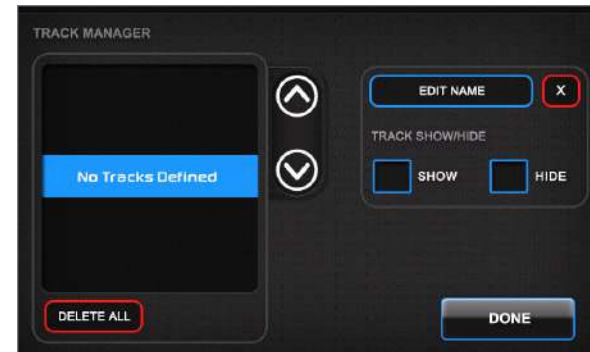 TRACK MANAGER
EDIT NAME
X
TRACK SHOW/HIDE
No Tracks Defined
SHOW
HIDE
DELETE ALL
DONE